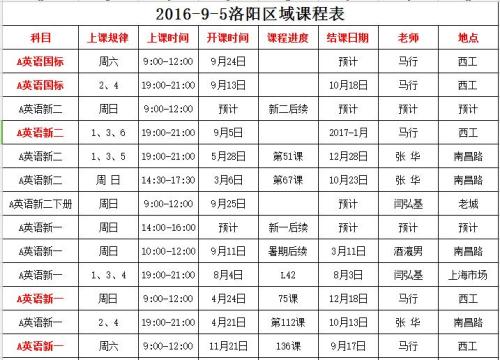 2016-9-5洛阳区域课程表
科目 上课规律 上课时间 开课时间 课程进度 结课日期 老师 地点
A英语国标 周六 9:00-12:00 9月24日 预计 马行 西工
A英语国标 2、4 19:00-21:00 9月13日 10月18日 马行 西工
A英语新二 周日 9:00-12:00 预计 新二后续 预计 预计 预计
A英语新二 1、3、6 19:00-21:00 9月5日 2017-1月 马行 西工
A英语新二 1、3、5 19:00-21:00 5月28日 第51课 12月28日 张 华 南昌路
A英语新二 周 日 14:30-17:30 3月6日 第67课 10月23日 张 华 南昌路
A英语新二下册 周日 9:00-12:00 9月25日 预计 闫弘基 老城
A英语新一 周日 14:00-16:00 预计 新一后续 预计 预计 预计
A英语新一 周日 10:00-12:00 9月11日 暑期后续 3月11日 酒瀛男 南昌路
A英语新一 1、3、4 19:00-21:00 8月4日 L42 8月3日 闫弘基 上海市场
A英语新一 周日 9:00-12:00 4月24日 75课 12月18日 马行 西工
A英语新一 2、4 19:00-21:00 4月21日 第112课 10月13日 张 华 南昌路
A英语新一 周六 9:00-12:00 11月21日 136课 9月17日 马行 西工